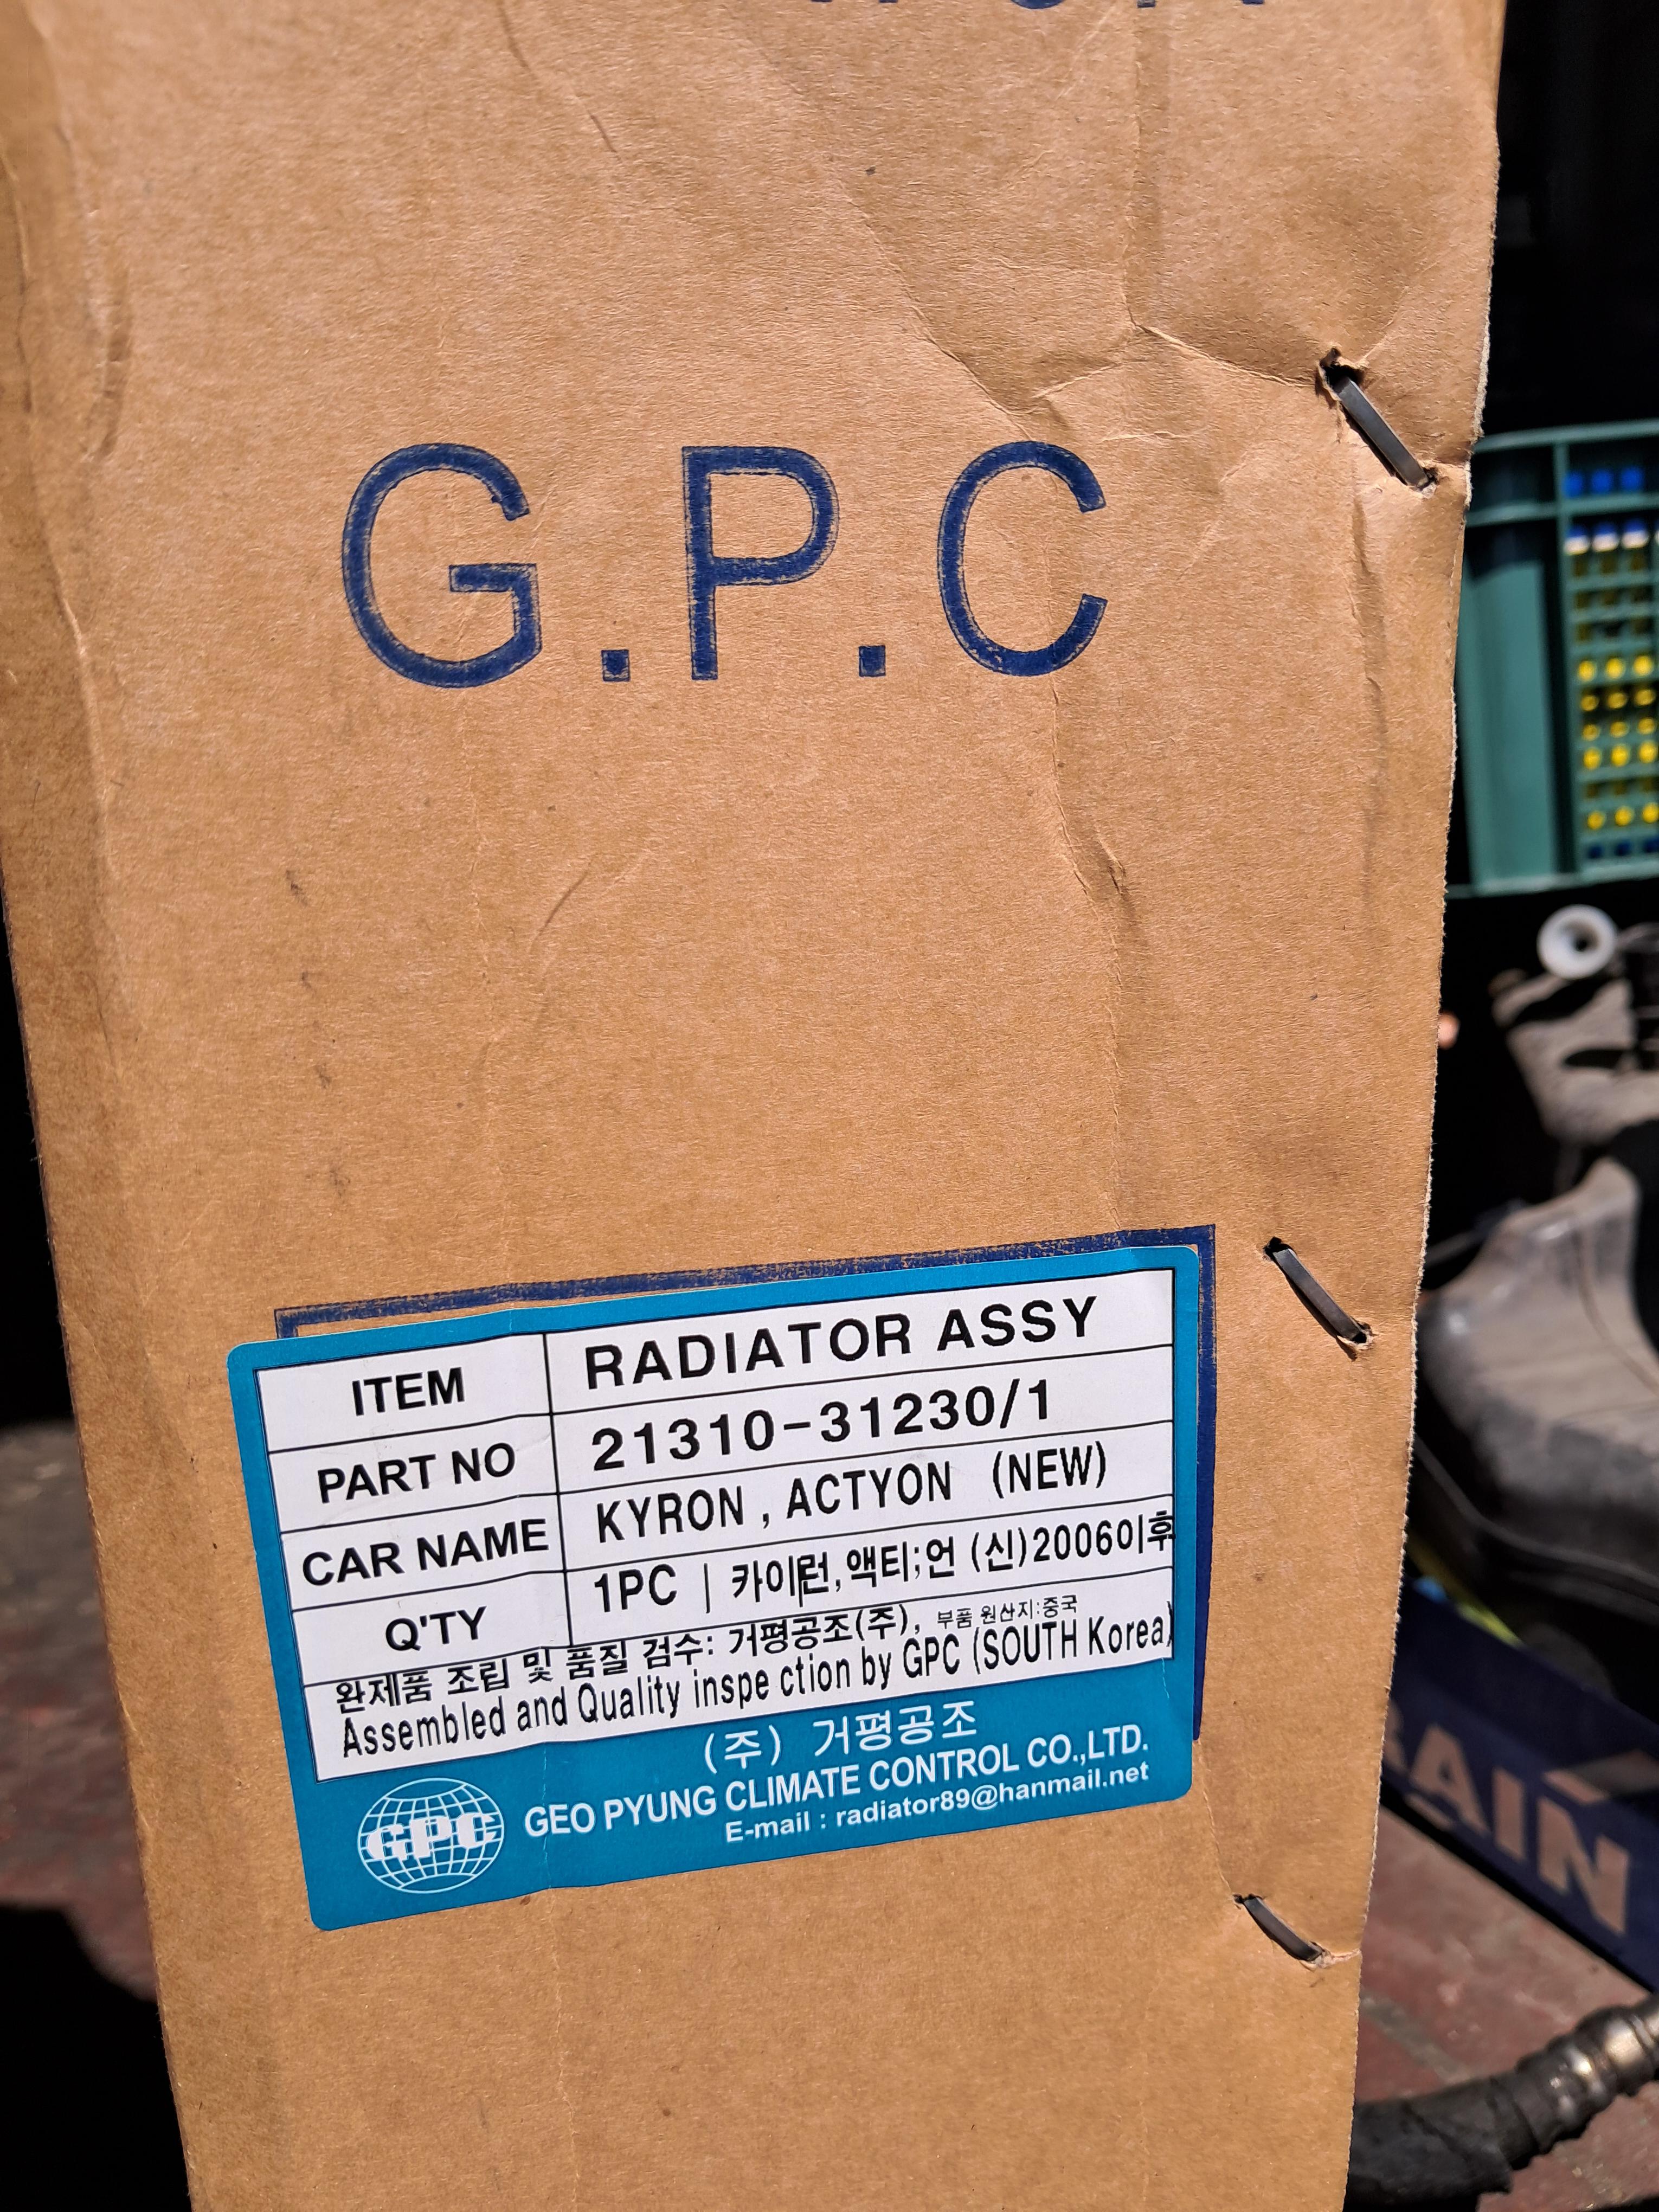 G.P.C
ITEM RADIATOR ASSY
PART NO 21310-31230/1
CAR NAME KYRON , ACTYON (NEW)
Q'TY 1PC | 카이런,액티;언 (신)2006이후
완제품 조립 및 품질 검수: 거평공조(주), 부품 원산지:중국
Assembled and Quality inspe ction by GPC (SOUTH Korea)
(주) 거평공조
GPC GEO PYUNG CLIMATE CONTROL CO.,LTD.
E-mail : radiator89@hanmail.net
AIN